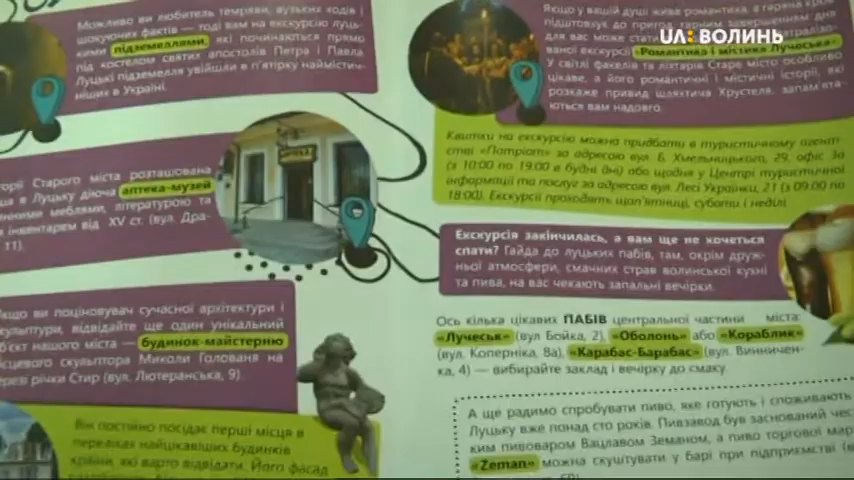 Можливо ви любитель темряви, вузьких ходів і
шокуючих фактів — тоді вам на екскурсію луць-
кими підземеллями, які починаються прямо
під костелом святих апостолів Петра і Павла
Луцькі підземелля увійшли в п'ятірку наймістич-
ніших в Україні.
Старого міста розташована
в Луцьку діюча аптека-музей
меблями, літературою та
інвентарем від XV ст. (вул. Дра-
11).
якщо ви поціновувач сучасної архітектури і
скульптури, відвідайте ще один унікальний
нашого міста — будинок-майстерню
місцевого скульптора Миколи Голованя на
березі річки Стир (вул. Лютеранська, 9).
Він постійно посідає перші місця в
переліках найцікавіших будинків
країни, які варто відвідати. Його фасад
UA: ВОЛИНЬ
Якщо у вашій душі живе романтика, а
підштовхує до пригод, гарним завершенням дня
для вас може стати
ваної екскурсії «Романтика і містика Лучеська»
У світлі факелів та ліхтарів Старе місто особливо
цікаве, а його романтичні і містичні історії, які
розкаже привид шляхтича Хрустеля, запам'ята-
ються вам надовго.
Квитки на екскурсію можна придбати в туристичному агент-
стві «Патріот» за адресою вул. Б. Хмельницького, 29, офіс 3а
(з 10:00 по 19:00 в будні дні) або щодня у Центрі туристичної
інформації та послуг за адресою вул. Лесі Українки, 21 (з 09:00 по
18:00). Екскурсії проходять щоп'ятниці, суботи і неділі.
Екскурсія закінчилась, а вам ще не хочеться
спати? Гайда до луцьких пабів, там, окрім друж-
ньої атмосфери, смачних страв волинської кухні
та пива, на вас чекають запальні вечірки.
Ось кілька цікавих ПАБІВ центральної частини міста:
«Лучеськ» (вул Бойка, 2), «Оболонь» або «Кораблик»
(вул. Коперніка, 8а), «Карабас-Барабас» (вул. Винничен-
ка, 4) — вибирайте заклад і вечірку до смаку.
А ще радимо спробувати пиво, яке готують і споживають
Луцьку вже понад сто років. Пивзавод був заснований чесь-
ким пивоваром Вацлавом Земаном, а пиво торгової мар
«Zeman» можна скуштувати у барі при підприємстві